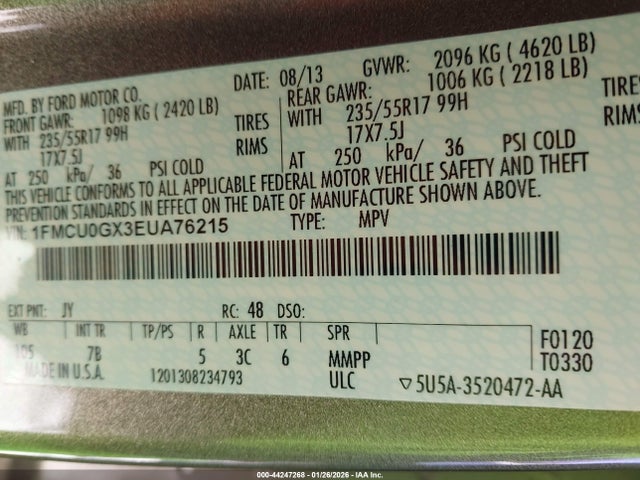 MFD. BY FORD MOTOR CO.
DATE: 08/13 GVWR: 2096 KG ( 4620 LB)
FRONT GAWR: 1098 KG ( 2420 LB) REAR GAWR: 1006 KG ( 2218 LB)
WITH 235/55R17 99H TIRES WITH 235/55R17 99H TIRES
17X7.5J RIMS 17X7.5J RIMS
AT 250 kPa/ 36 PSI COLD AT 250 kPa/ 36 PSI COLD
THIS VEHICLE CONFORMS TO ALL APPLICABLE FEDERAL MOTOR VEHICLE SAFETY AND THEFT
PREVENTION STANDARDS IN EFFECT ON THE DATE OF MANUFACTURE SHOWN ABOVE.
VIN: 1FMCU0GX3EUA76215 TYPE: MPV
EXT PNT: JY RC: 48 DSO:
WB INT TR TP/PS R AXLE TR SPR F0120
105 7B 5 3C 6 MMPP T0330
MADE IN U.S.A. 1201308234793 ULC ▽5U5A-3520472-AA
000-44247268 - 01/26/2026 - IAA Inc.